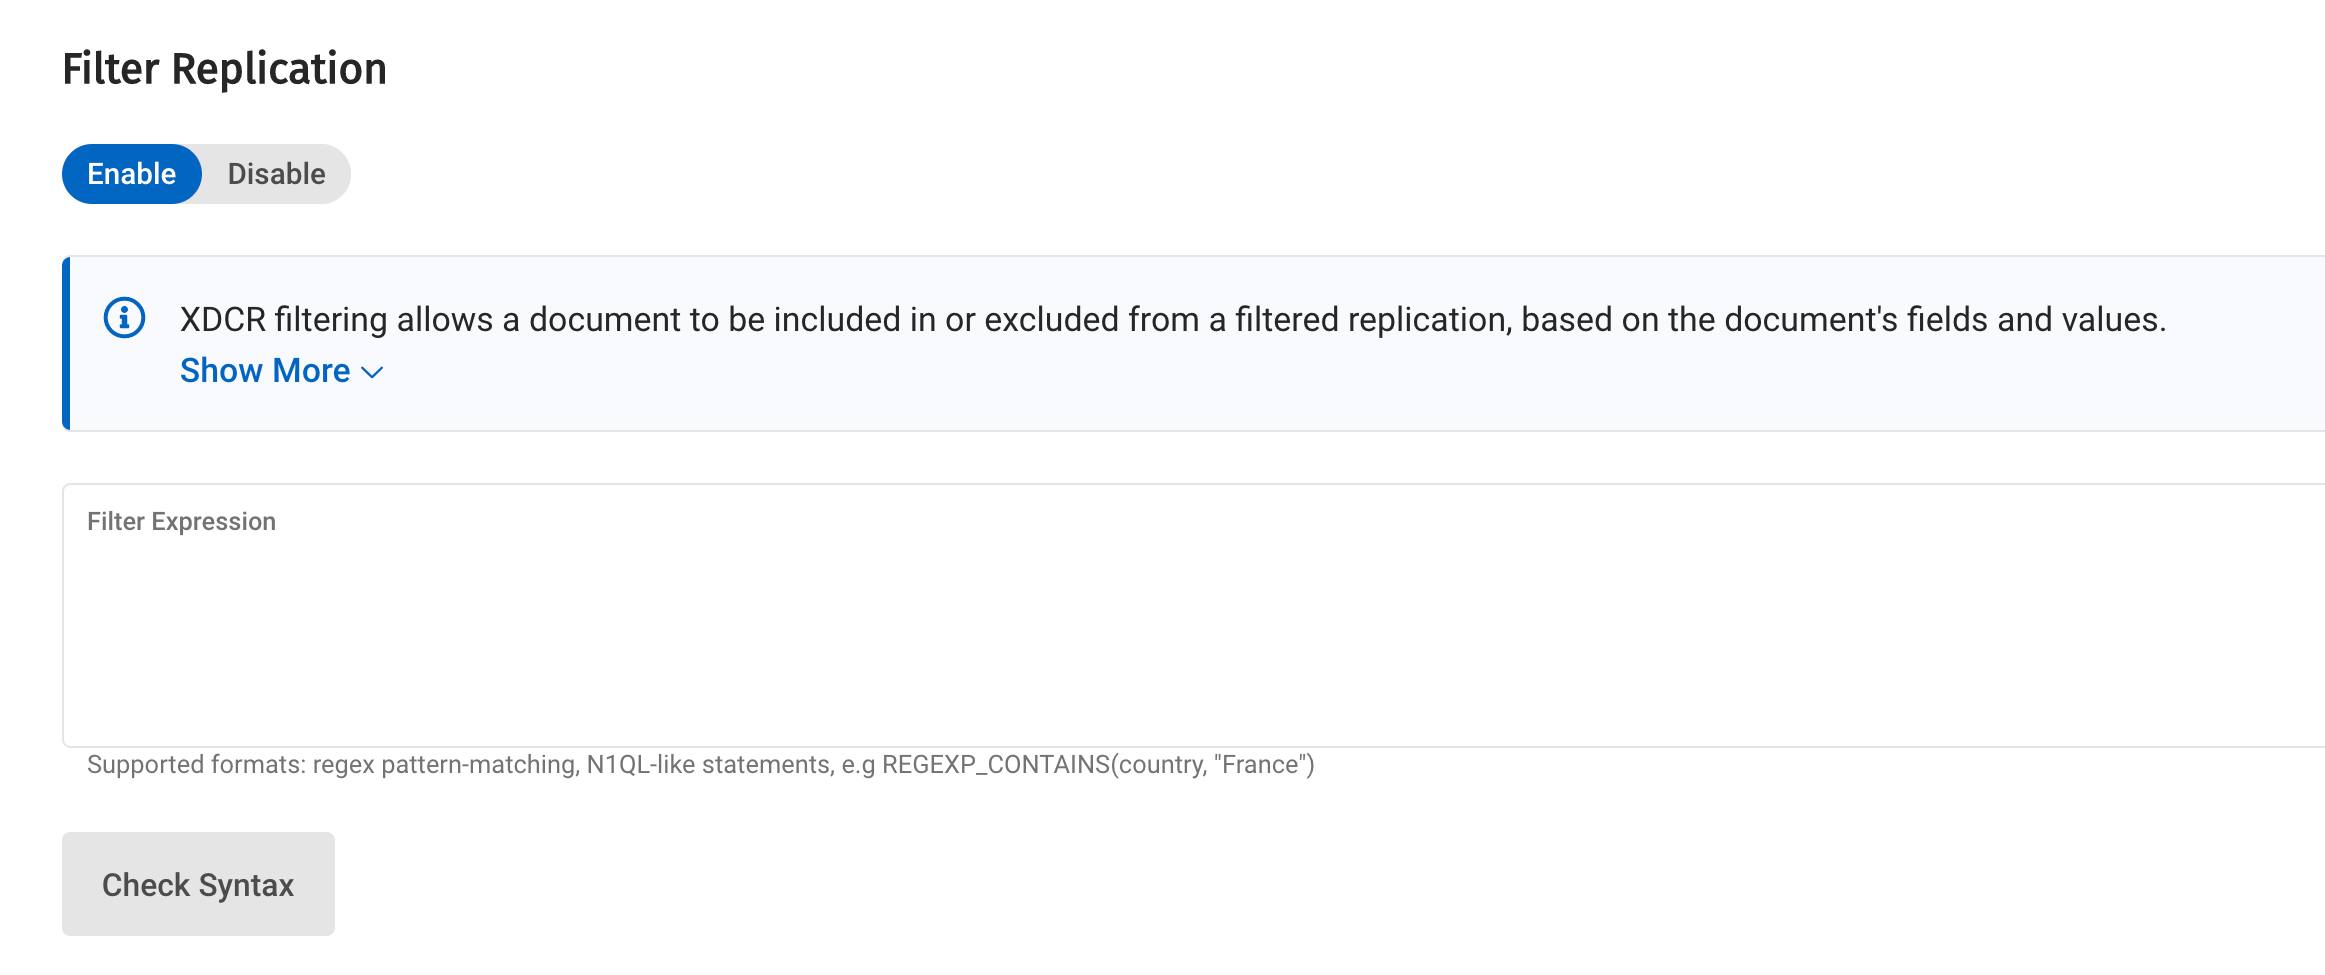 Filter Replication
Enable Disable
XDCR filtering allows a document to be included in or excluded from a filtered replication, based on the document's fields and values.
Show More
Filter Expression
Supported formats: regex pattern-matching, N1QL-like statements, e.g REGEXP_CONTAINS(country, "France")
Check Syntax